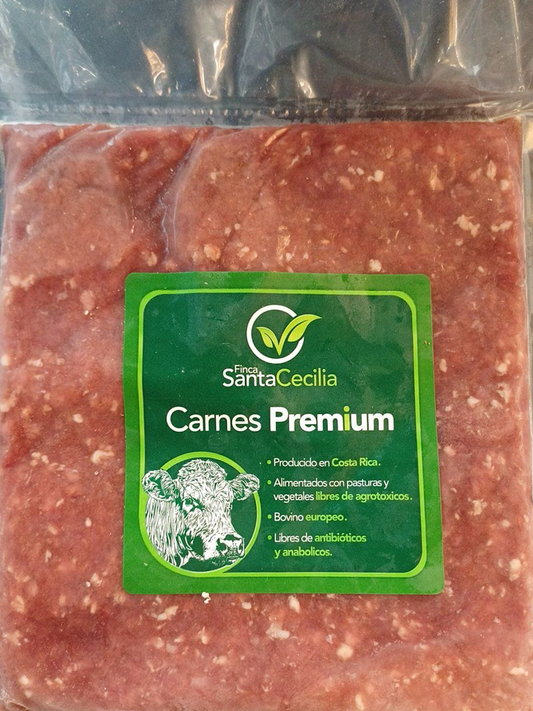 Finca
SantaCecilia
Carnes Premium
• Producido en Costa Rica.
• Alimentados con pasturas y
vegetales libres de agrotoxicos.
• Bovino europeo.
• Libres de antibióticos
y anabolicos.